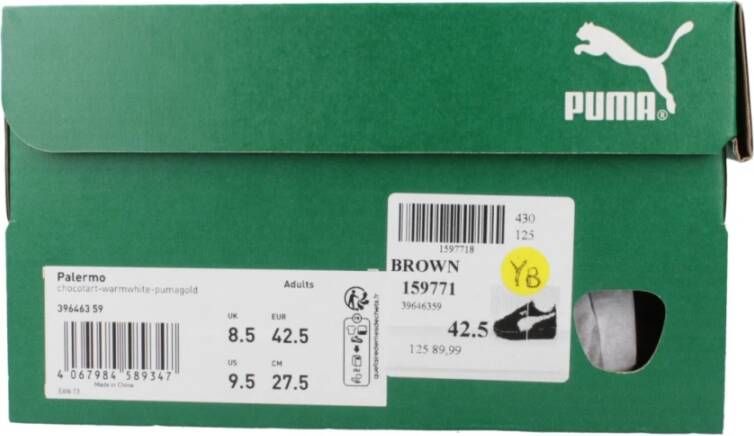 PUMA®
430
125
1597718
BROWN
159771
39646359
42.5
125 89,99
YB
Palermo
chocolart-warmwhite-pumagold
Adults
396463 59
UK
8.5
EUR
42.5
US
9.5
CM
27.5
4 067984 589347
Made in China
quefairedemesdechets.fr